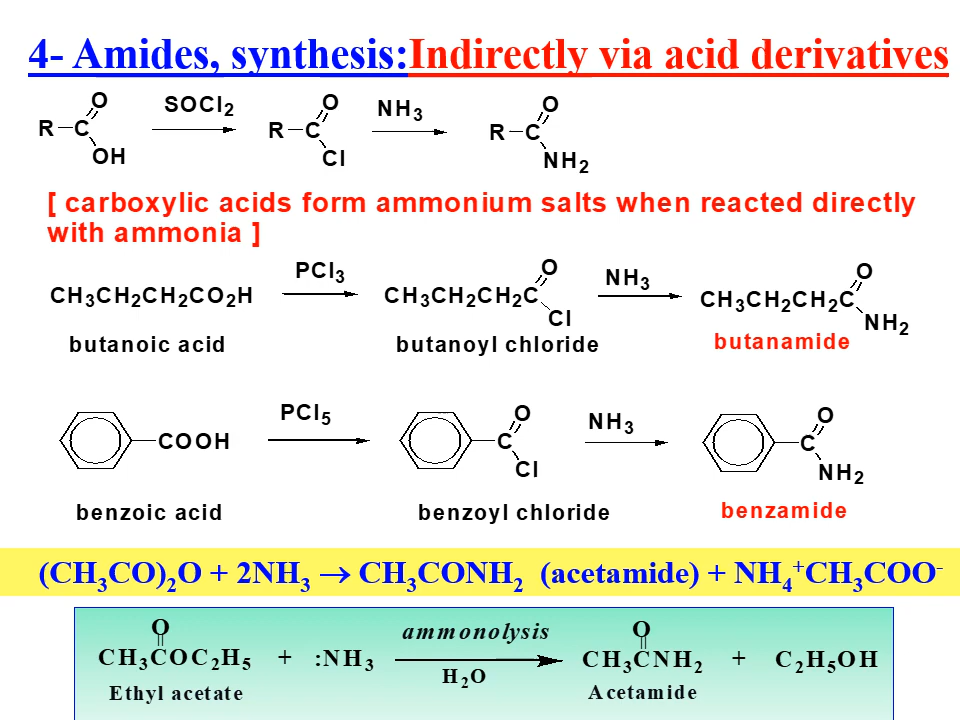 4- Amides, synthesis:Indirectly via acid derivatives
O SOCl2 O NH3 O
R C R C R C
OH Cl NH2
[ carboxylic acids form ammonium salts when reacted directly
with ammonia ]
PCl3 O NH3 O
CH3CH2CH2CO2H CH3CH2CH2C CH3CH2CH2C
Cl NH2
butanoic acid butanoyl chloride butanamide
PCl5 O NH3 O
COOH C C
Cl NH2
benzoic acid benzoyl chloride benzamide
(CH3CO)2O + 2NH3 → CH3CONH2 (acetamide) + NH4+CH3COO-
O ammonolysis O
CH3COC2H5 + :NH3 CH3CNH2 + C2H5OH
H2O
Ethyl acetate Acetamide